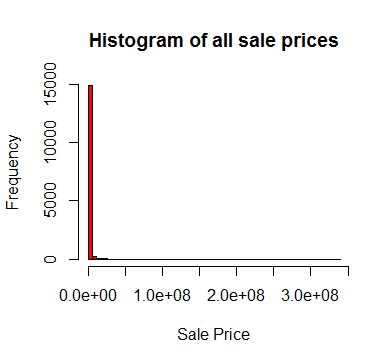 Histogram of all sale prices
Frequency
15000
10000
5000
0
0.0e+00 1.0e+08 2.0e+08 3.0e+08
Sale Price